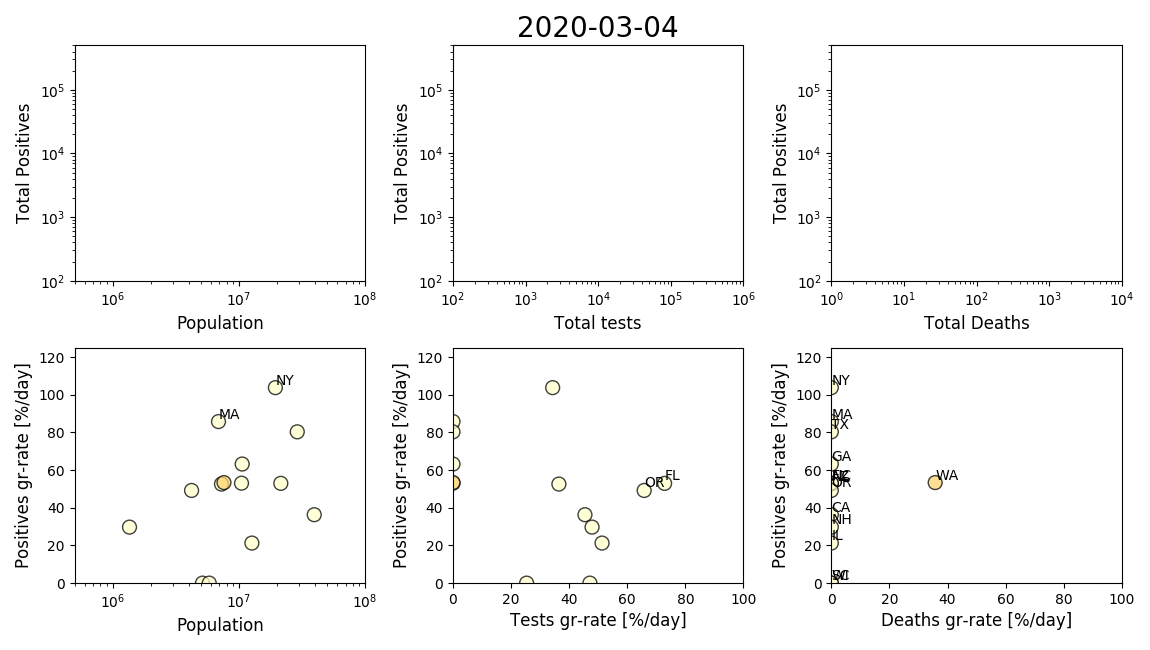 2020-03-04
Total Positives
10⁵
10⁴
10³
10²
10⁶
10⁷
10⁸
Population
Total Positives
10⁵
10⁴
10³
10²
10²
10³
10⁴
10⁵
10⁶
Total tests
Total Positives
10⁵
10⁴
10³
10²
10⁰
10¹
10²
10³
10⁴
Total Deaths
Positives gr-rate [%/day]
120
100
80
60
40
20
0
NY
MA
10⁶
10⁷
10⁸
Population
Positives gr-rate [%/day]
120
100
80
60
40
20
0
OR
FL
0
20
40
60
80
100
Tests gr-rate [%/day]
Positives gr-rate [%/day]
120
100
80
60
40
20
0
NY
MA
TX
GA
WA
OR
CA
NH
IL
0
20
40
60
80
100
Deaths gr-rate [%/day]